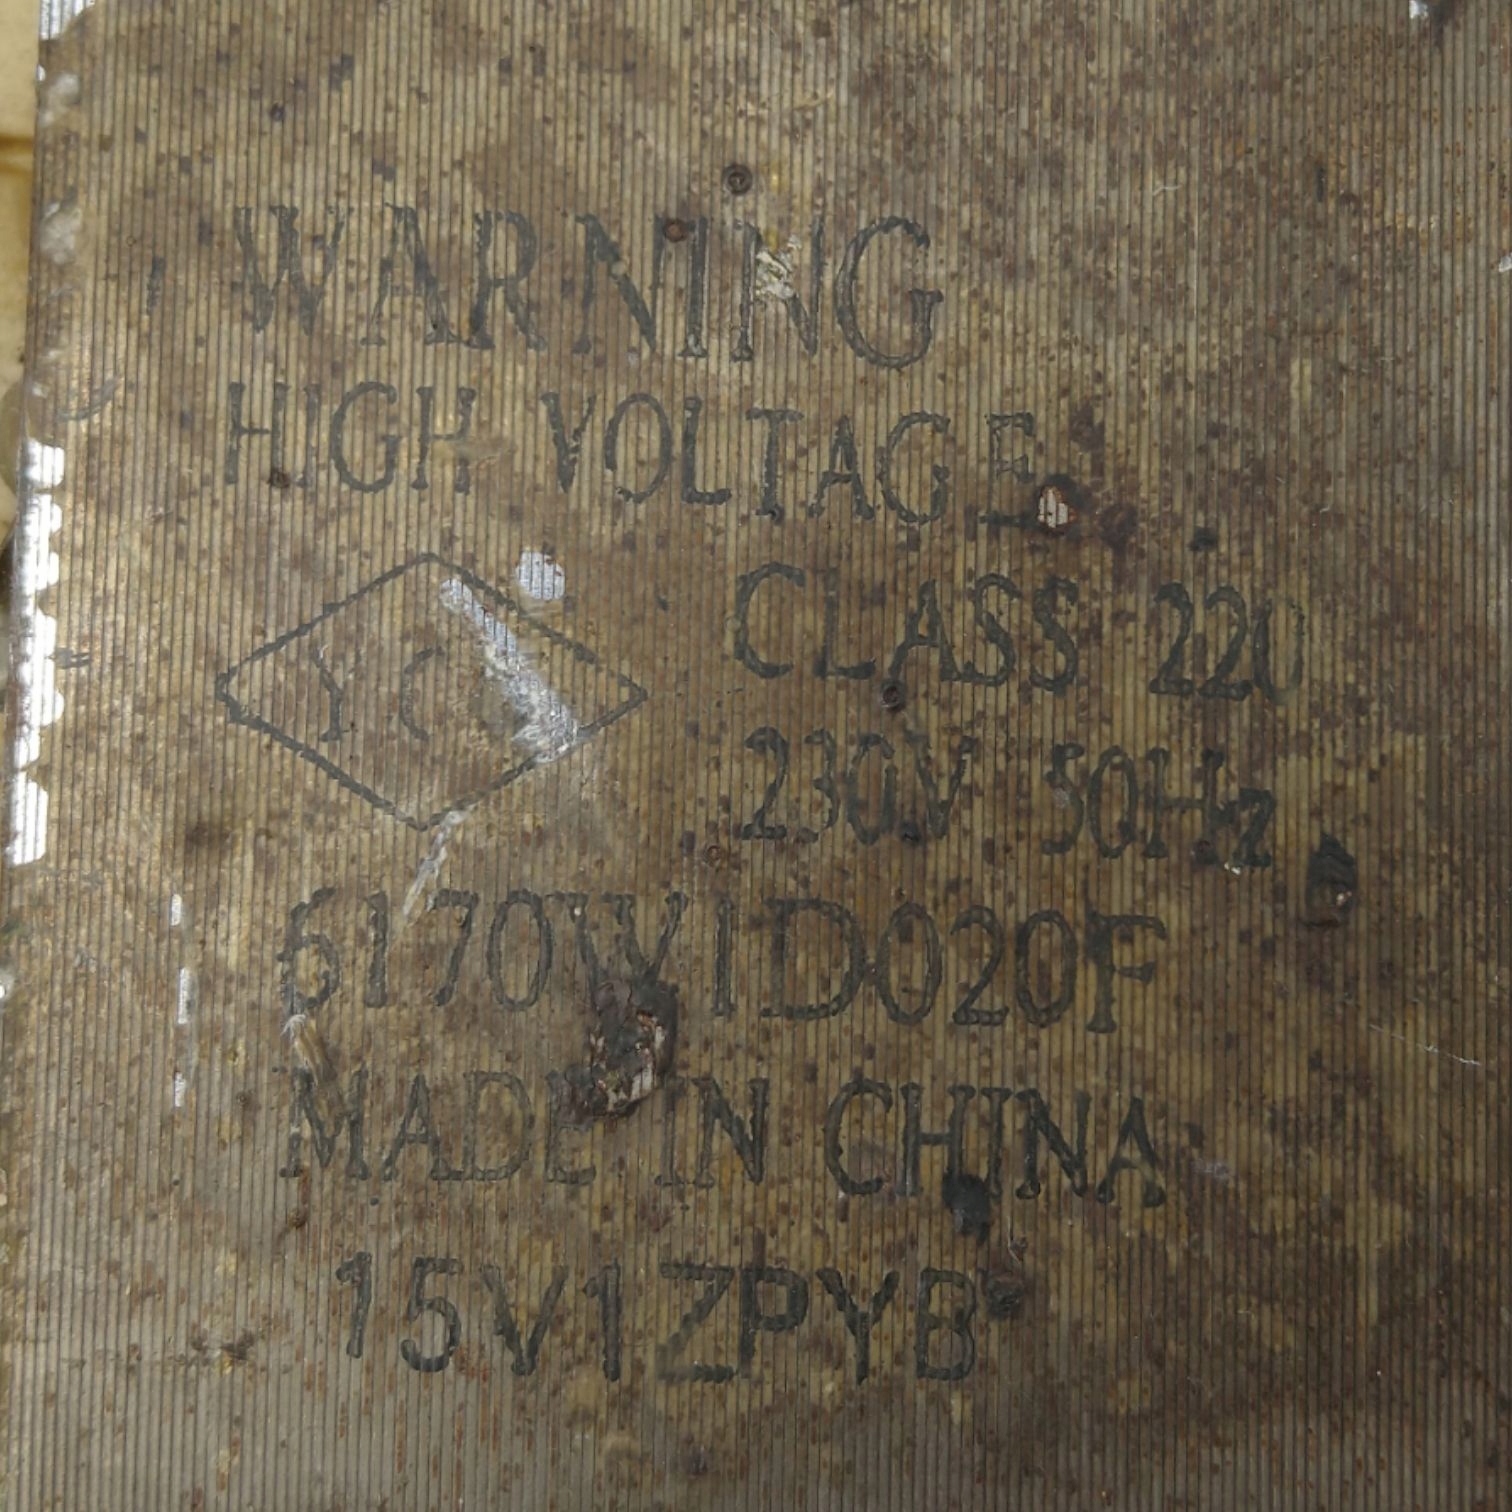 WARNING
HIGH VOLTAGE
YC
CLASS 220
230V 50Hz
6170W1D020F
MADE IN CHINA
15V1ZPYB